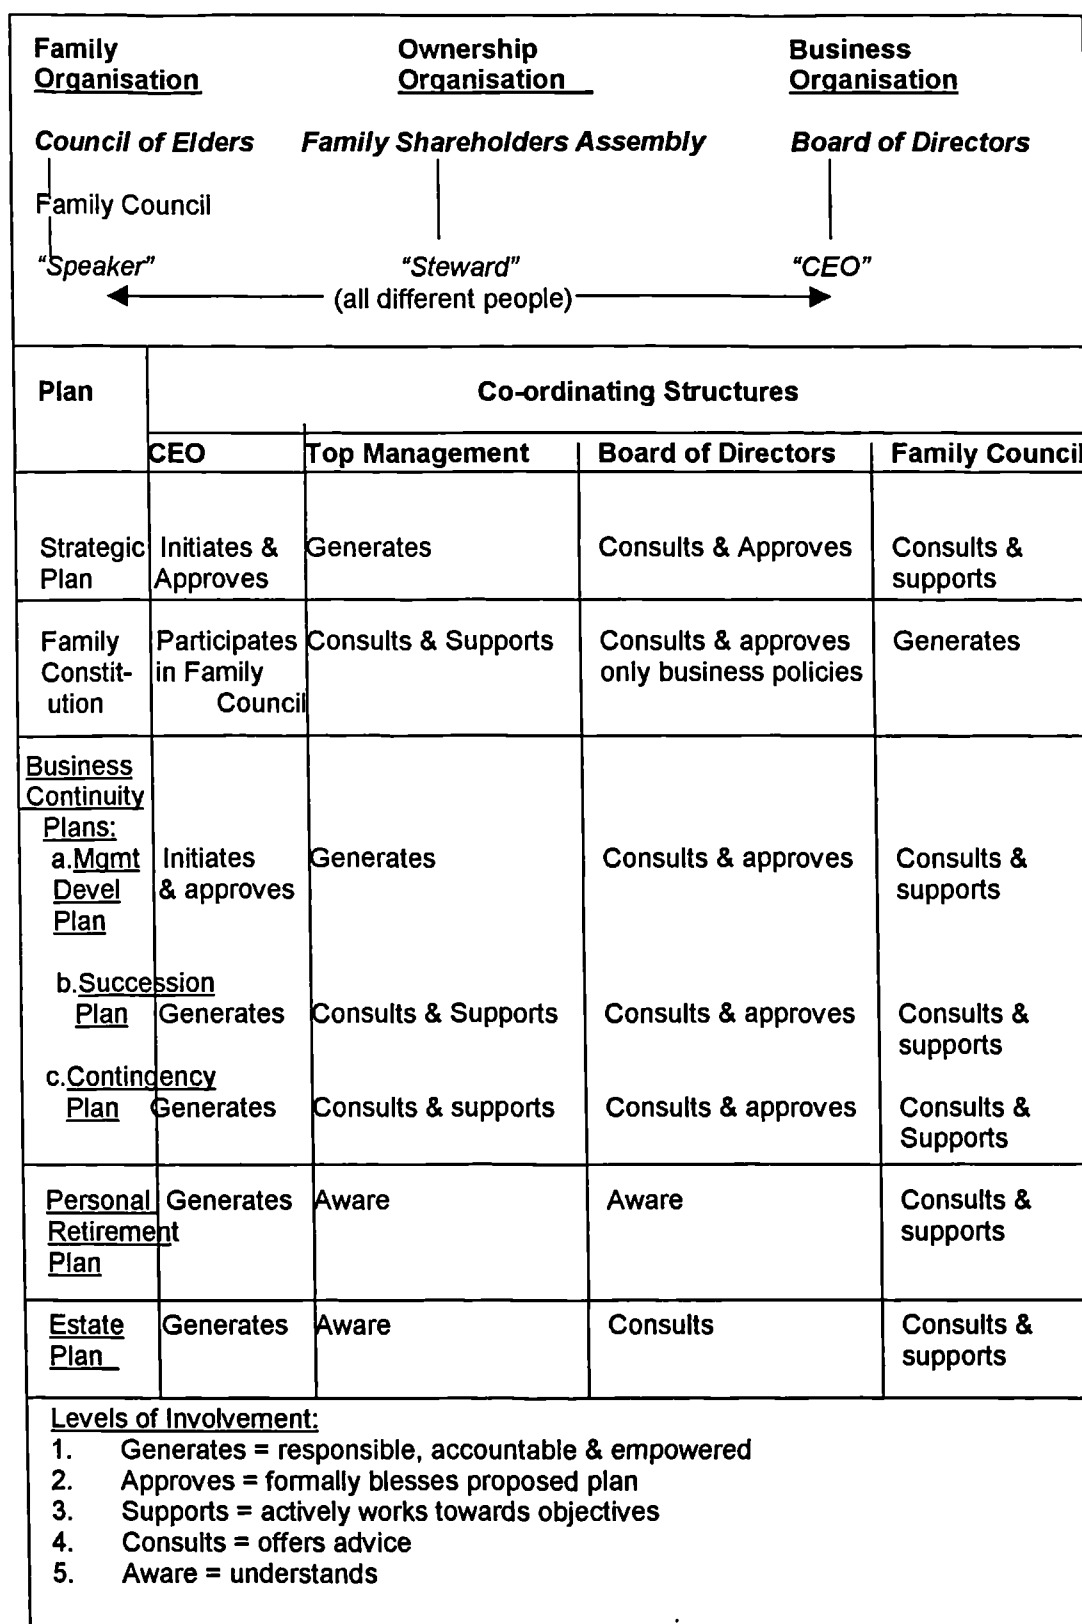 Family Ownership Business
Organisation Organisation Organisation
Council of Elders Family Shareholders Assembly Board of Directors
Family Council
"Speaker" "Steward" "CEO"
(all different people)
Plan Co-ordinating Structures
CEO Top Management Board of Directors Family Council
Strategic Initiates & Generates Consults & Approves Consults &
Plan Approves supports
Family Participates Consults & Supports Consults & approves Generates
Constit- in Family only business policies
ution Council
Business
Continuity
Plans:
a.Mgmt Initiates Generates Consults & approves Consults &
Devel & approves supports
Plan
b.Succession
Plan Generates Consults & Supports Consults & approves Consults &
supports
c.Contingency
Plan Generates Consults & supports Consults & approves Consults &
Supports
Personal Generates Aware Aware Consults &
Retirement supports
Plan
Estate Generates Aware Consults Consults &
Plan supports
Levels of Involvement:
1. Generates = responsible, accountable & empowered
2. Approves = formally blesses proposed plan
3. Supports = actively works towards objectives
4. Consults = offers advice
5. Aware = understands